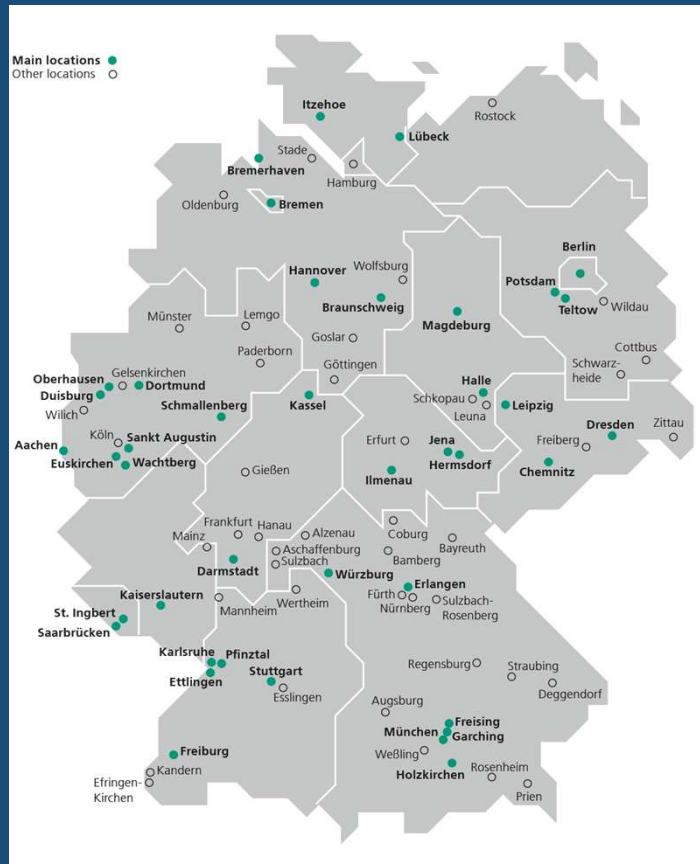 Main locations
Other locations
Itzehoe
Rostock
Lübeck
Stade
Bremerhaven
Hamburg
Oldenburg
Bremen
Berlin
Wolfsburg
Hannover
Potsdam
Braunschweig
Teltow
Wildau
Münster
Lemgo
Magdeburg
Goslar
Cottbus
Paderborn
Göttingen
Schwarz-
heide
Gelsenkirchen
Oberhausen
Dortmund
Duisburg
Halle
Schkopau
Leuna
Leipzig
Wilich
Schmallenberg
Kassel
Dresden
Zittau
Köln
Sankt Augustin
Aachen
Euskirchen
Wachtberg
Erfurt
Jena
Hermsdorf
Freiberg
Chemnitz
Gießen
Ilmenau
Frankfurt
Hanau
Alzenau
Coburg
Mainz
Aschaffenburg
Sulzbach
Bamberg
Bayreuth
Darmstadt
Würzburg
Kaiserslautern
Erlangen
Mannheim
Wertheim
Fürth
Nürnberg
Sulzbach-
Rosenberg
St. Ingbert
Saarbrücken
Karlsruhe
Pfinztal
Ettlingen
Stuttgart
Esslingen
Regensburg
Straubing
Deggendorf
Augsburg
Freising
München
Garching
Weßling
Freiburg
Holzkirchen
Rosenheim
Kandern
Efringen-
Kirchen
Prien